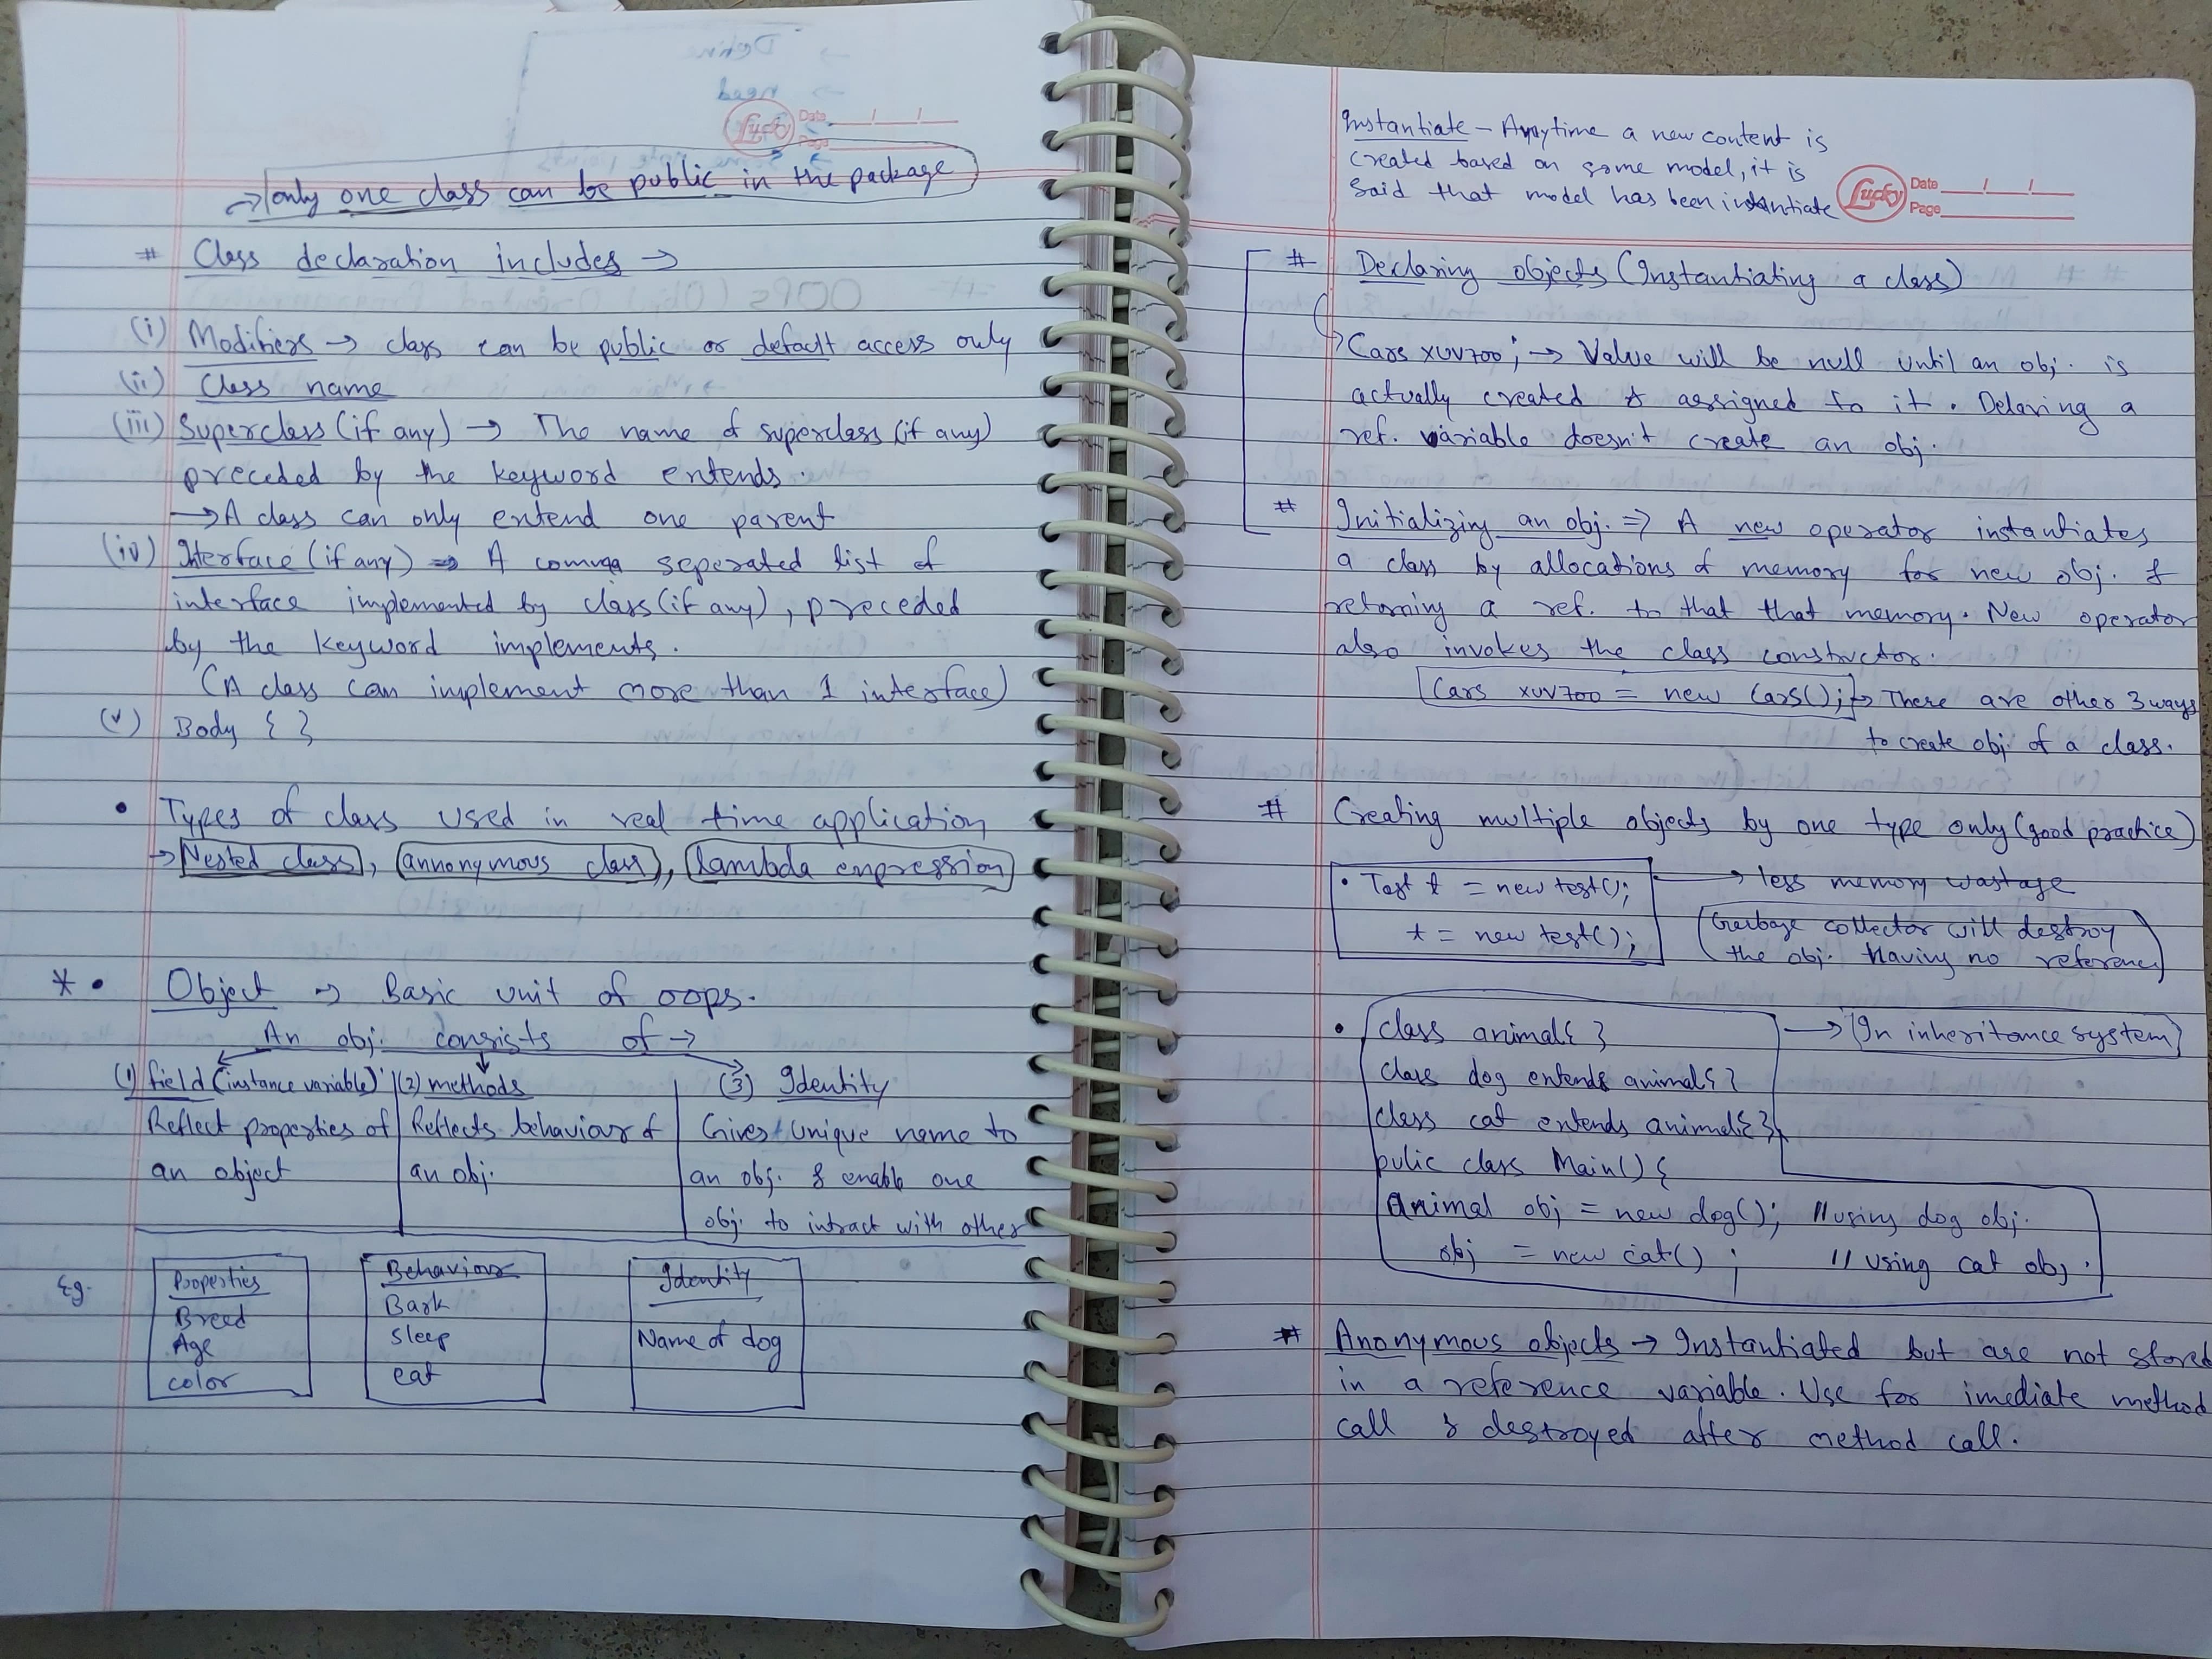 Lucky
Date
Page
→ only one class can be public in the package
# Class declaration includes →
(i) Modifiers → class can be public or default access only
(ii) Class name
(iii) Superclass (if any) → The name of superclass (if any)
preceded by the keyword extends.
→ A class can only extend one parent
(iv) Interface (if any) → A comma seperated list of
interface implemented by class (if any), preceded
by the keyword implements.
(A class can implement more than 1 interface)
(v) Body { }
• Types of class used in real time application
→ Nested class, annonymous class, lambda expression
* • Object → Basic unit of oops.
An obj. consists of →
(1) field (instance variable) (2) methods (3) Identity
Reflect properties of Reflects behaviour of Gives unique name to
an object an obj. an obj. & enable one
obj. to intract with other
Eg. Properties Behaviour Identity
Breed Bark
Age sleep Name of dog
color eat
Instantiate - Anytime a new content is
created based on some model, it is
said that model has been instantiate
Lucky
Date
Page
# Declaring objects (Instantiating a class)
Cars XUV700; → Value will be null until an obj. is
actually created & assigned to it. Delaring a
ref. variable doesn't create an obj.
# Initializing an obj. ⇒ A new operator instantiates
a class by allocations of memory for new obj. &
returning a ref. to that that memory. New operator
also invokes the class constructor.
Cars XUV700 = new Cars(); → There are other 3 ways
to create obj. of a class.
# Creating multiple objects by one type only (good practice)
• Test t = new test(); → less memory wastage
t = new test(); (Garbage collector will destroy
the obj. having no reference)
• class animal{ } → In inheritance system
class dog extends animal{ }
class cat extends animal{ }
pulic class Main() {
animal obj = new dog(); //using dog obj.
obj = new cat() ; // using cat obj.
# Anonymous objects → Instantiated but are not stored
in a reference variable. Use for imediate method
call & destroyed after method call.